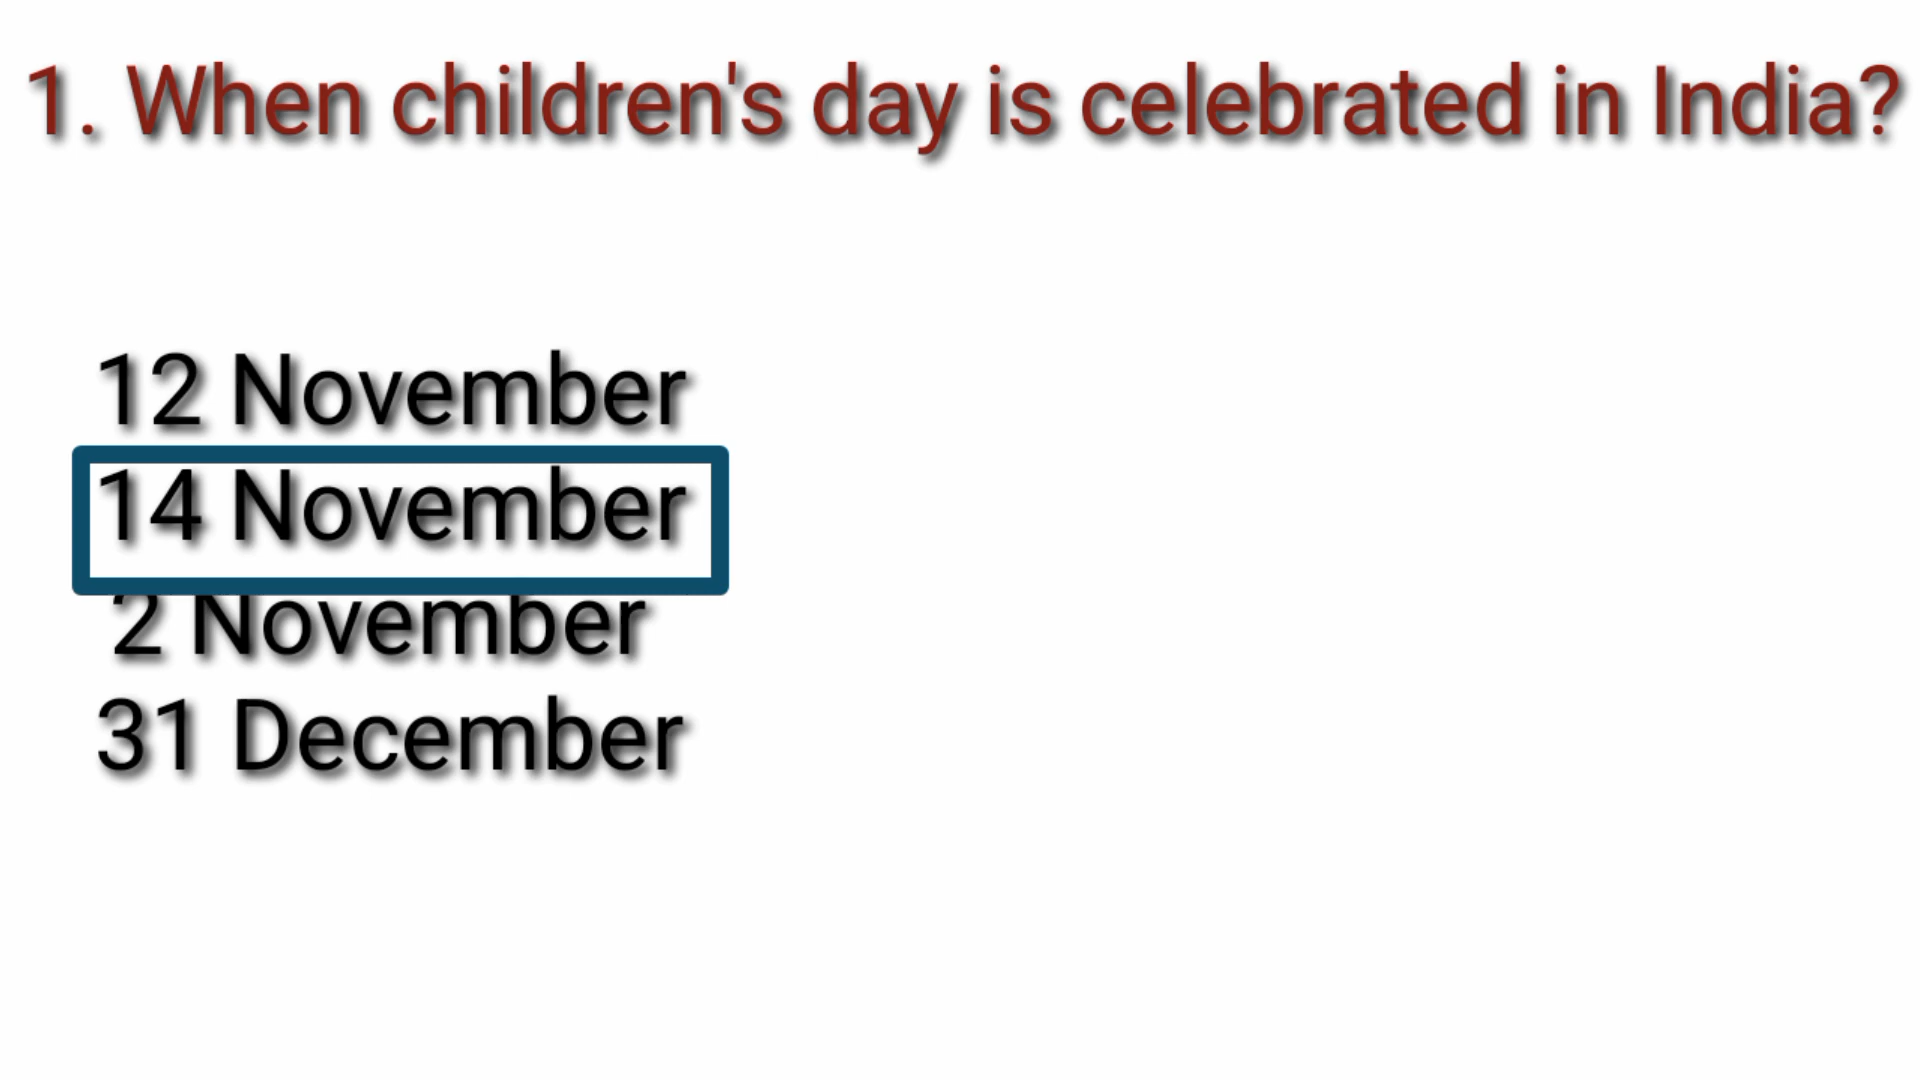 1. When children's day is celebrated in India?
12 November
14 November
2 November
31 December